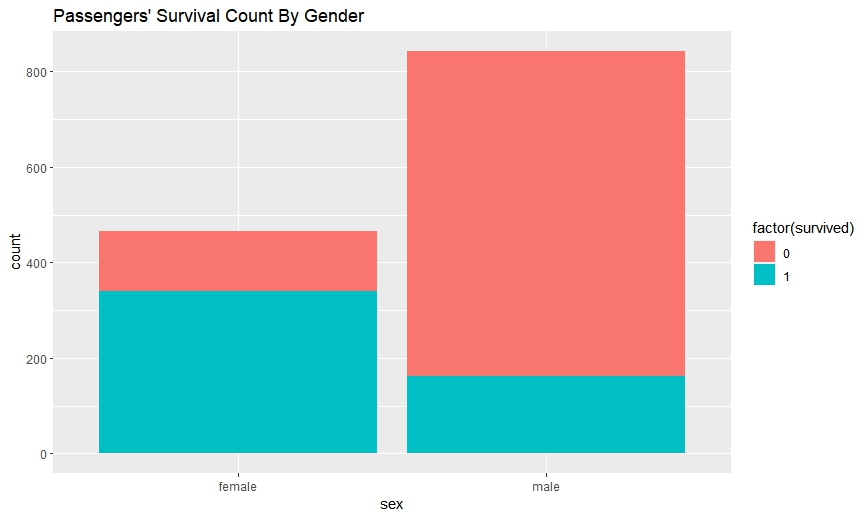 Passengers' Survival Count By Gender
count
800
600
400
200
0
female
male
sex
factor(survived)
0
1